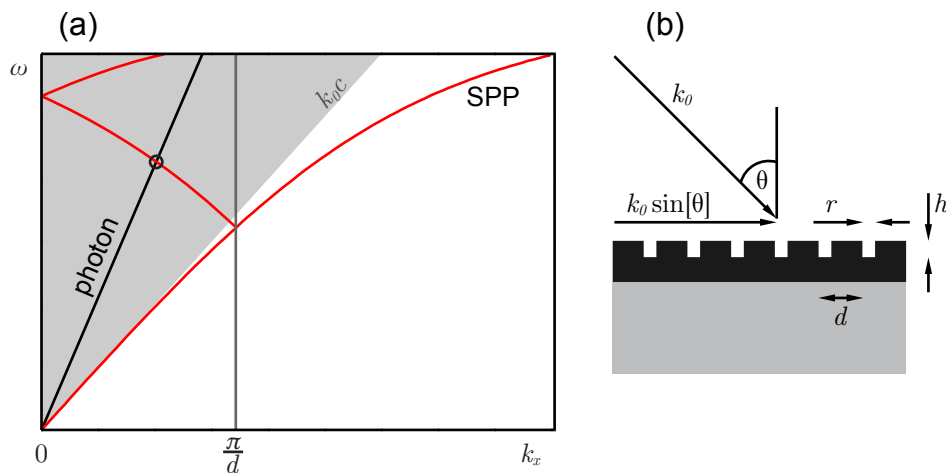 (a)
ω
k₀c
SPP
photon
0
π/d
kₓ
(b)
k₀
θ
k₀ sin[θ]
r
h
d